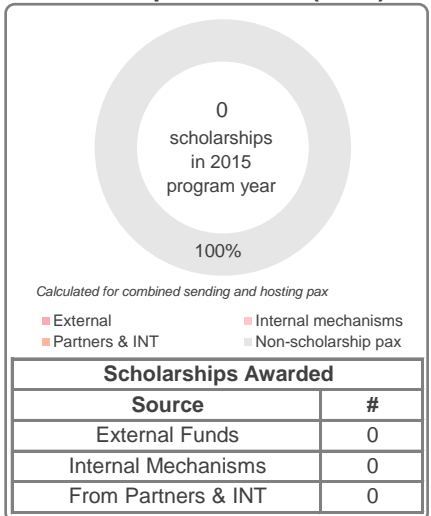 0
scholarships
in 2015
program year
100%
Calculated for combined sending and hosting pax
External
Internal mechanisms
Partners & INT
Non-scholarship pax
Scholarships Awarded
Source #
External Funds 0
Internal Mechanisms 0
From Partners & INT 0